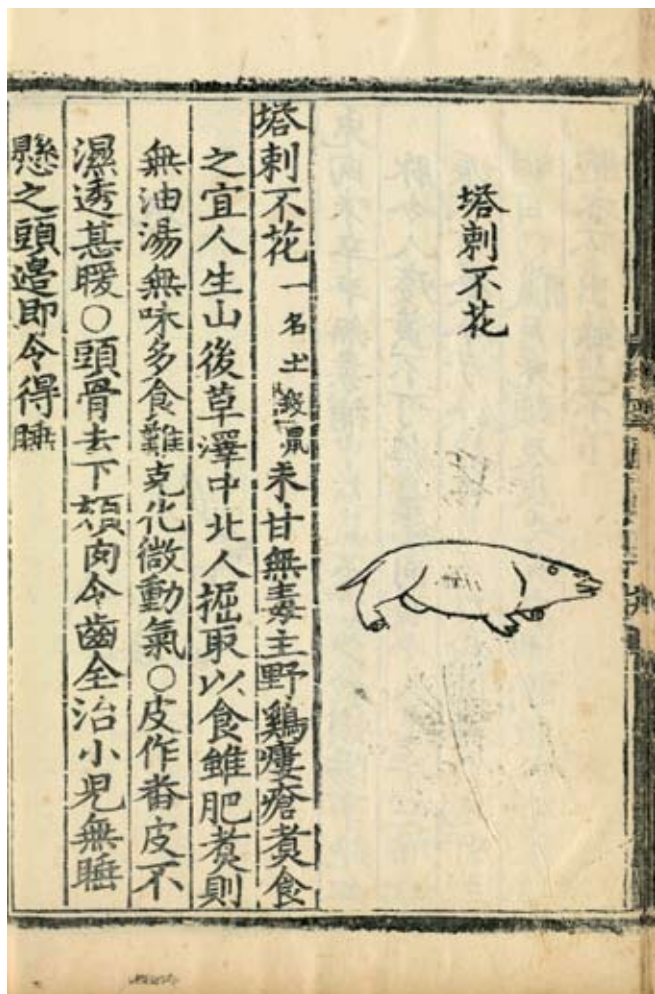 塔剌不花
塔剌不花 一名土撥鼠 味甘無毒主野鷄瘻瘡煮食
之宜人生山後草澤中北人掘取以食雖肥煮則
無油湯無味多食難克化微動氣○皮作番皮不
濕透甚暖○頭骨去下頦肉令齒全治小兒無睡
懸之頭邊即令得睡